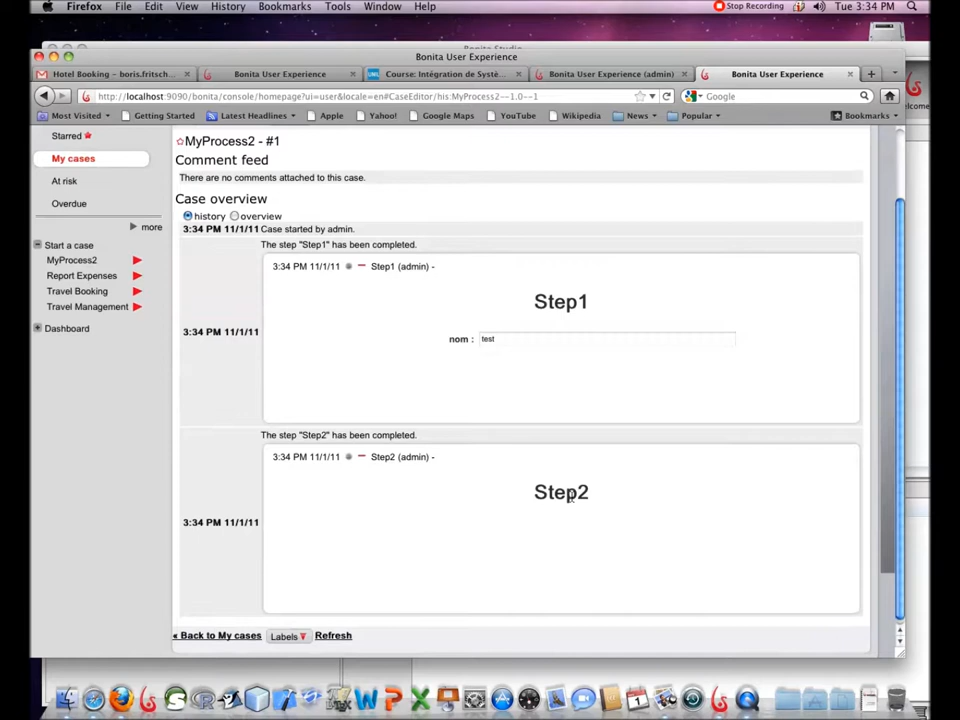 Firefox File Edit View History Bookmarks Tools Window Help Stop Recording Tue 3:34 PM
Bonita User Experience
Hotel Booking - boris.fritsch... Bonita User Experience Course: Intégration de Systè... Bonita User Experience (admin) Bonita User Experience
http://localhost:9090/bonita/console/homepage?ui=user&locale=en#CaseEditor/his:MyProcess2--1.0--1 Google
Most Visited Getting Started Latest Headlines Apple Yahoo! Google Maps YouTube Wikipedia News Popular Bookmarks
Starred
My cases
At risk
Overdue
more
Start a case
MyProcess2
Report Expenses
Travel Booking
Travel Management
Dashboard
MyProcess2 - #1
Comment feed
There are no comments attached to this case.
Case overview
history overview
3:34 PM 11/1/11 Case started by admin.
The step "Step1" has been completed.
3:34 PM 11/1/11 Step1 (admin) -
Step1
3:34 PM 11/1/11
nom : test
The step "Step2" has been completed.
3:34 PM 11/1/11 Step2 (admin) -
Step2
3:34 PM 11/1/11
« Back to My cases Labels Refresh